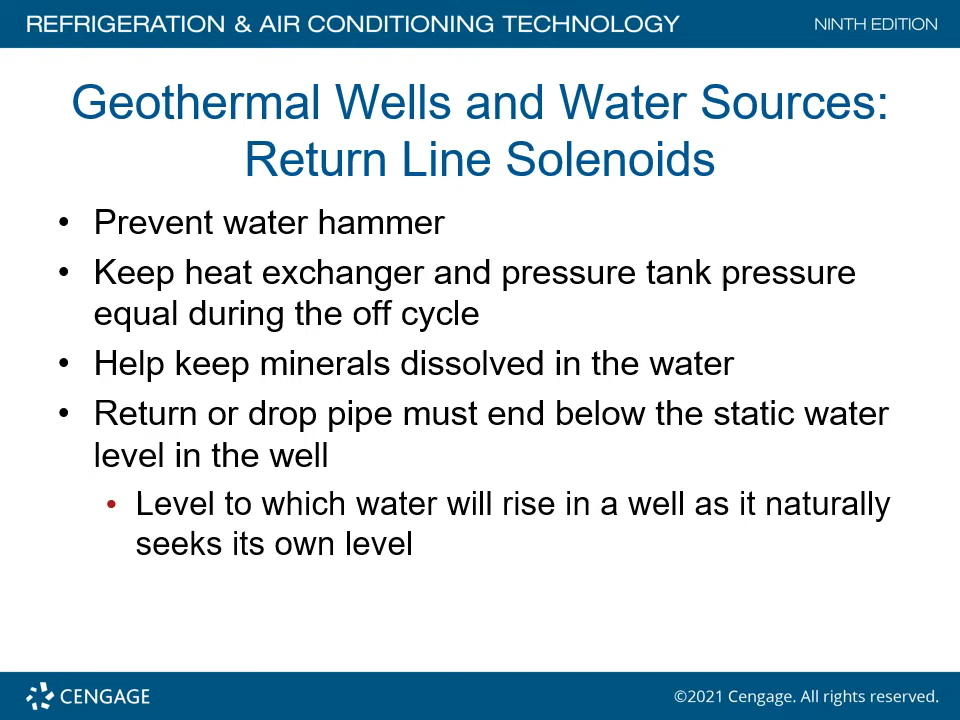 REFRIGERATION & AIR CONDITIONING TECHNOLOGY NINTH EDITION
Geothermal Wells and Water Sources:
Return Line Solenoids
• Prevent water hammer
• Keep heat exchanger and pressure tank pressure
equal during the off cycle
• Help keep minerals dissolved in the water
• Return or drop pipe must end below the static water
level in the well
• Level to which water will rise in a well as it naturally
seeks its own level
CENGAGE ©2021 Cengage. All rights reserved.